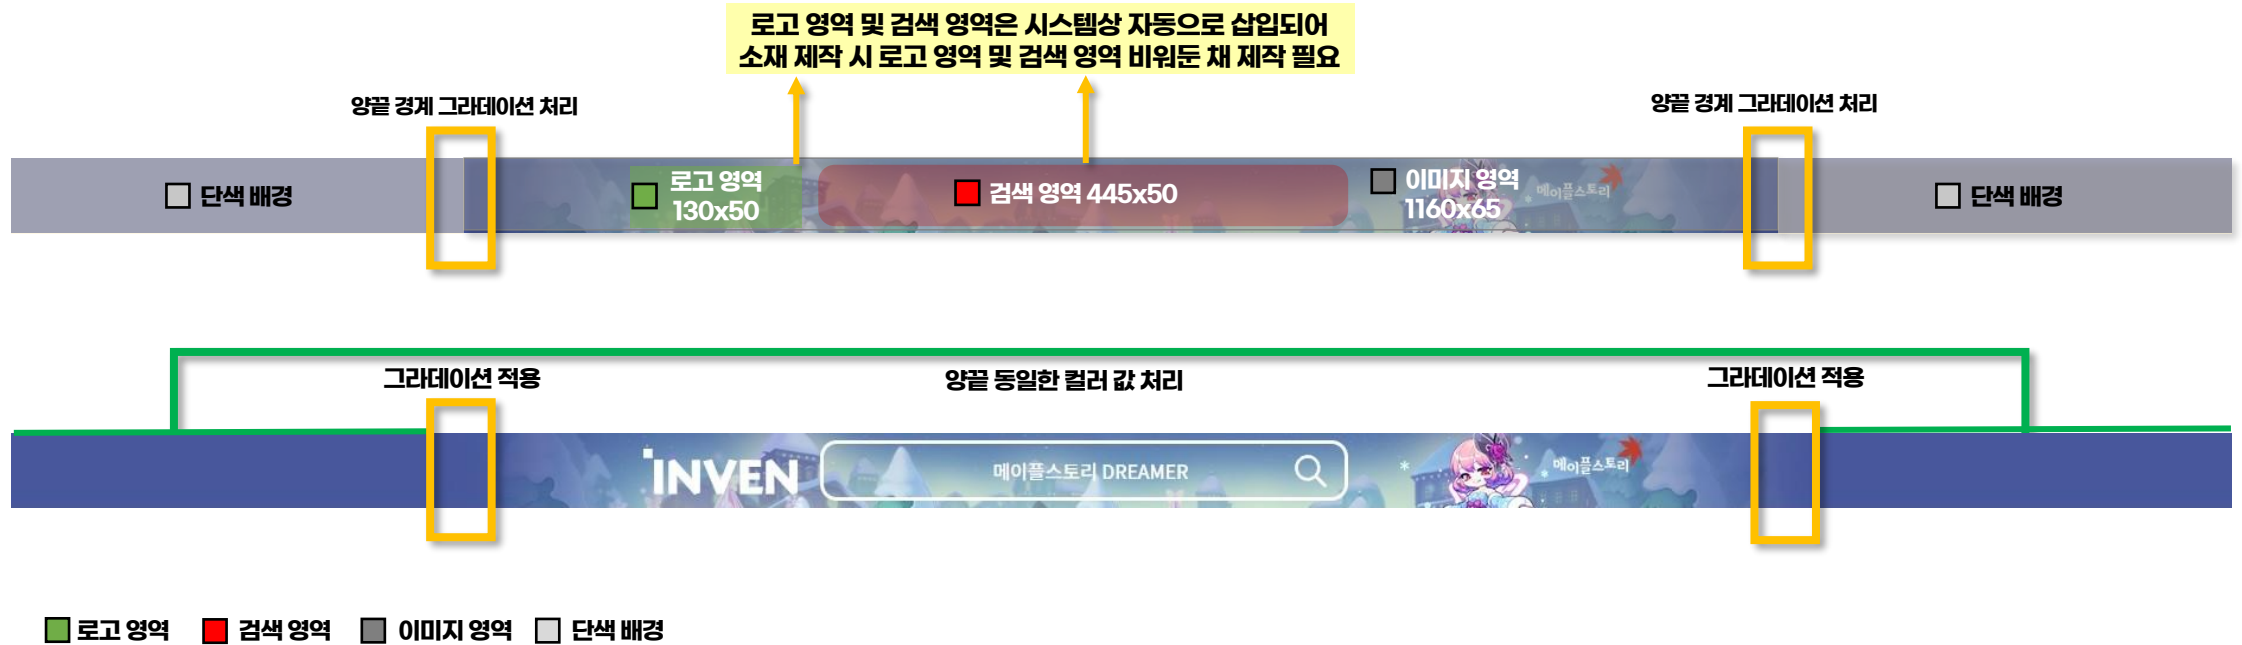 로고 영역 및 검색 영역은 시스템상 자동으로 삽입되어
소재 제작 시 로고 영역 및 검색 영역 비워둔 채 제작 필요
양끝 경계 그라데이션 처리
양끝 경계 그라데이션 처리
단색 배경
로고 영역
130x50
검색 영역 445x50
이미지 영역
1160x65
메이플스토리
단색 배경
그라데이션 적용
양끝 동일한 컬러 값 처리
그라데이션 적용
INVEN
메이플스토리 DREAMER
메이플스토리
로고 영역
검색 영역
이미지 영역
단색 배경